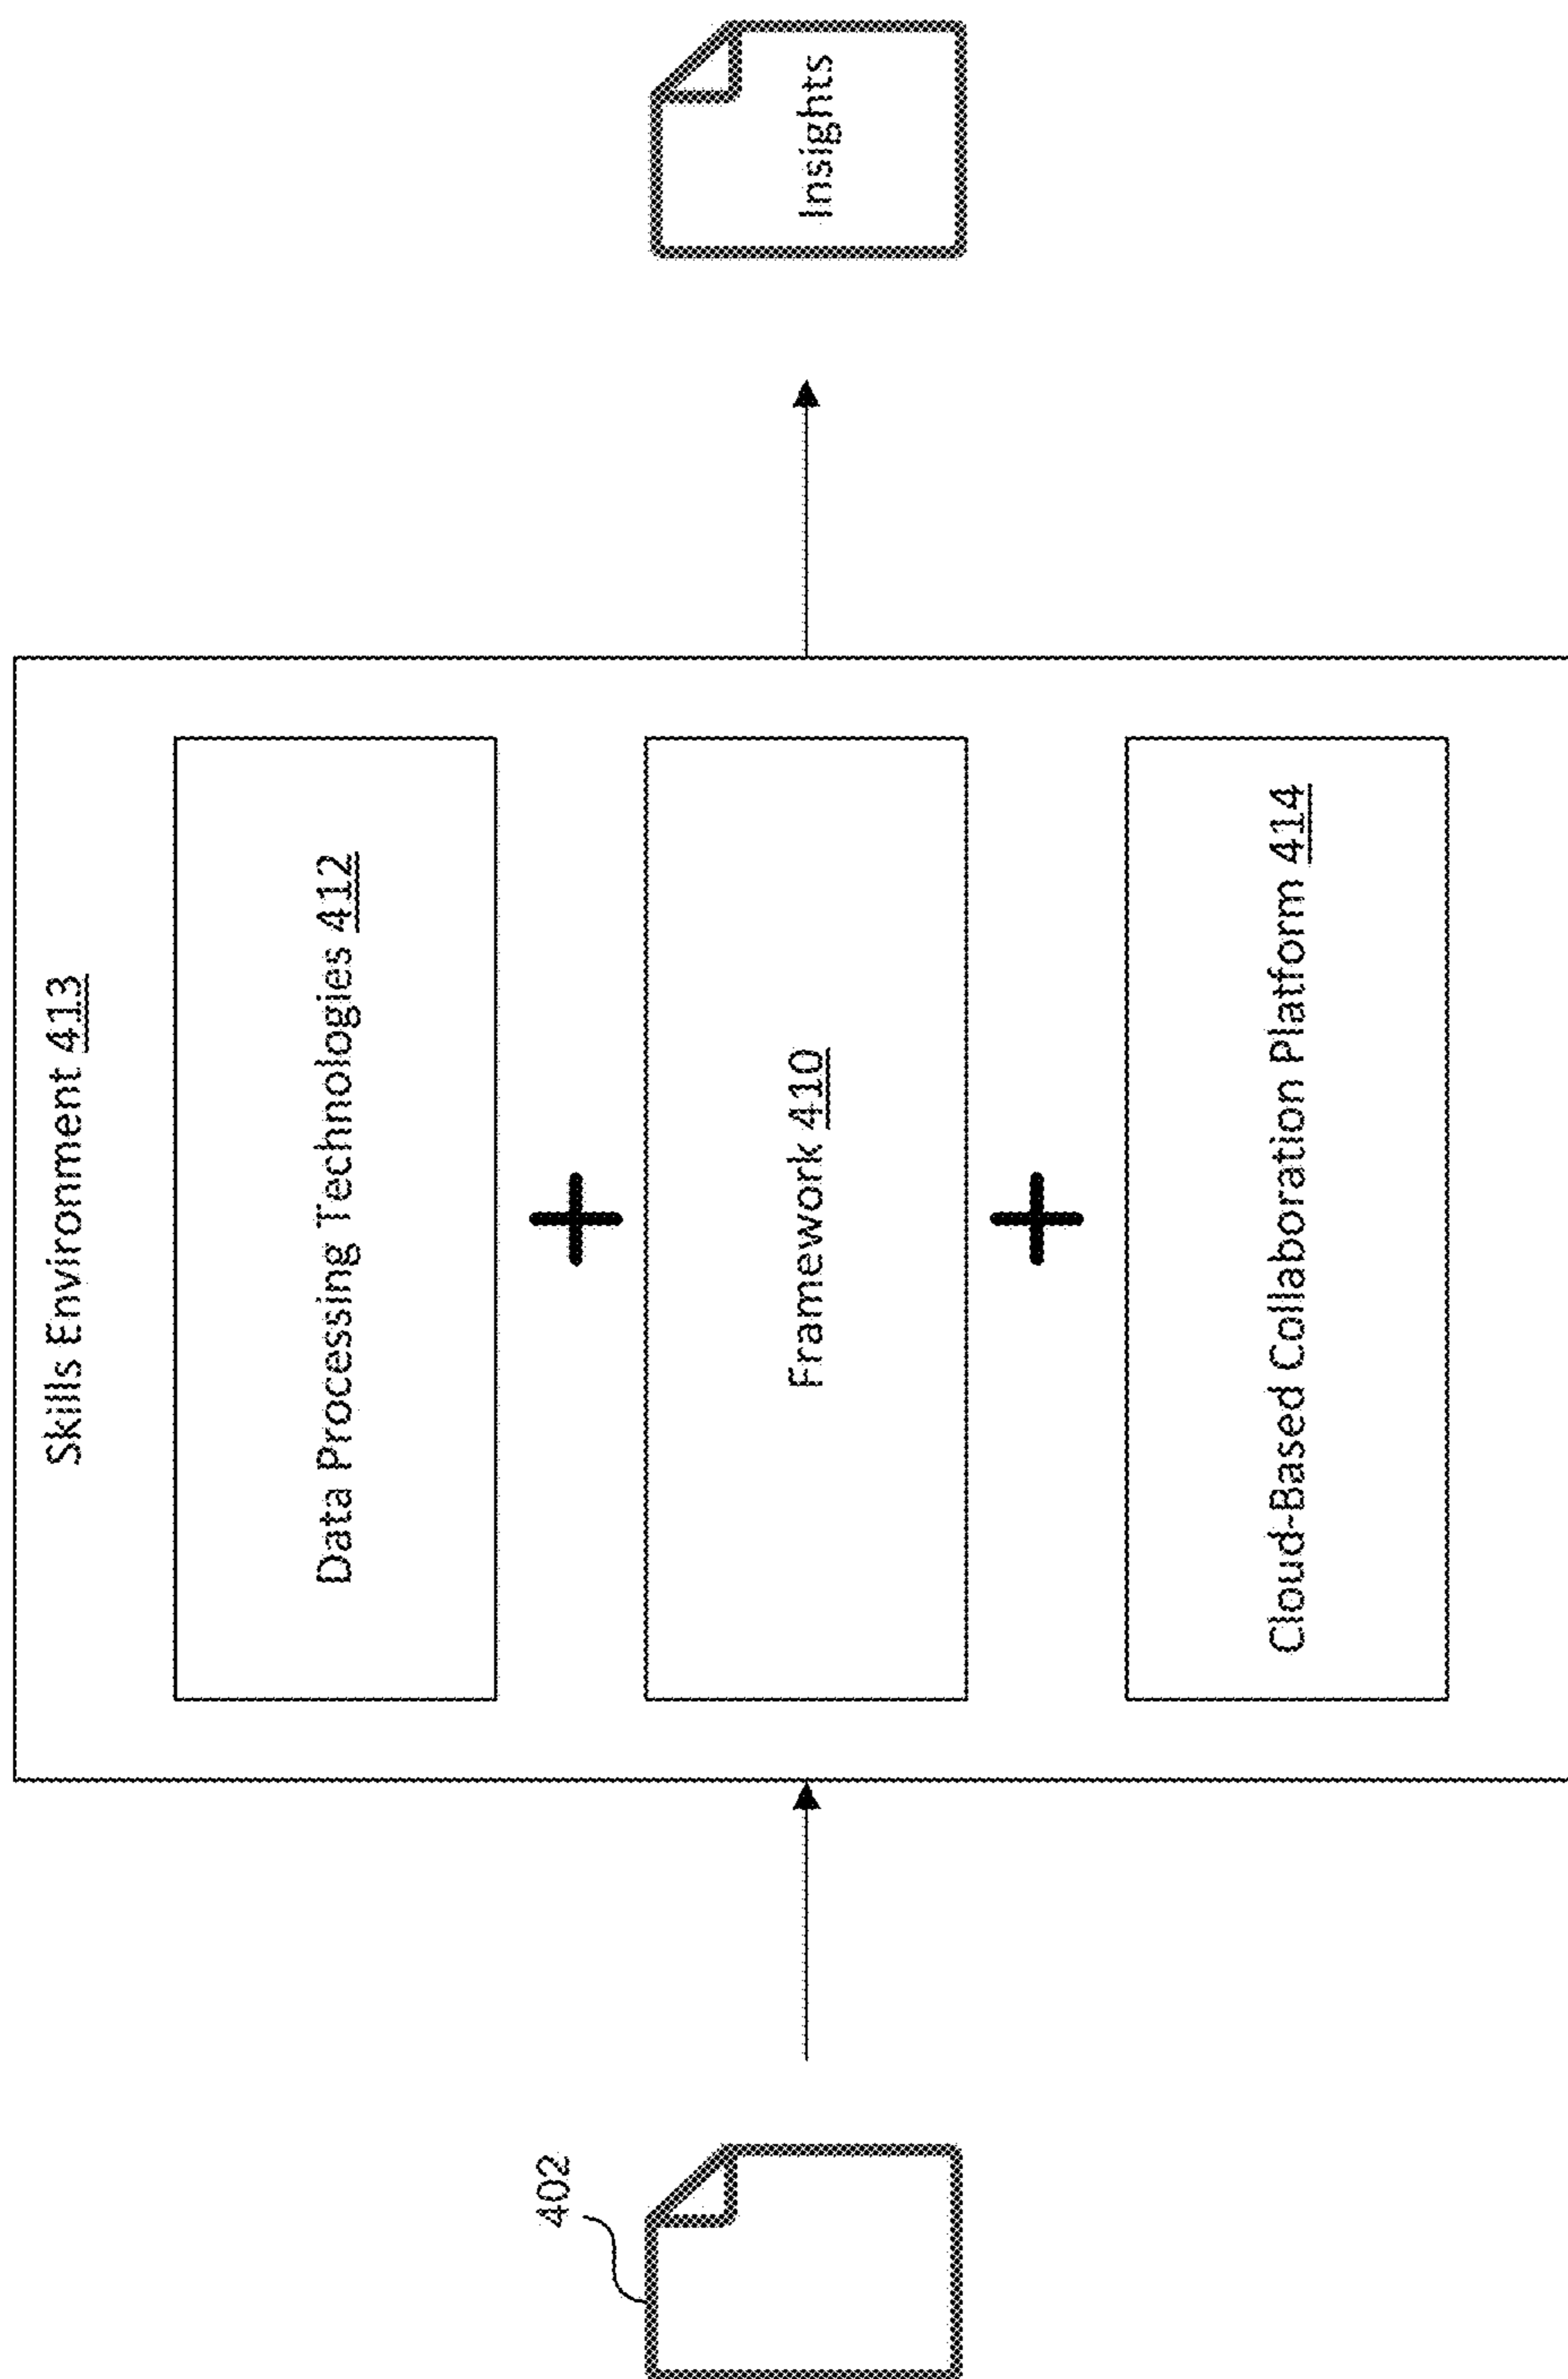 402
Skills Environment 413
Data Processing Technologies 412
+
Framework 410
+
Cloud-Based Collaboration Platform 414
Insights